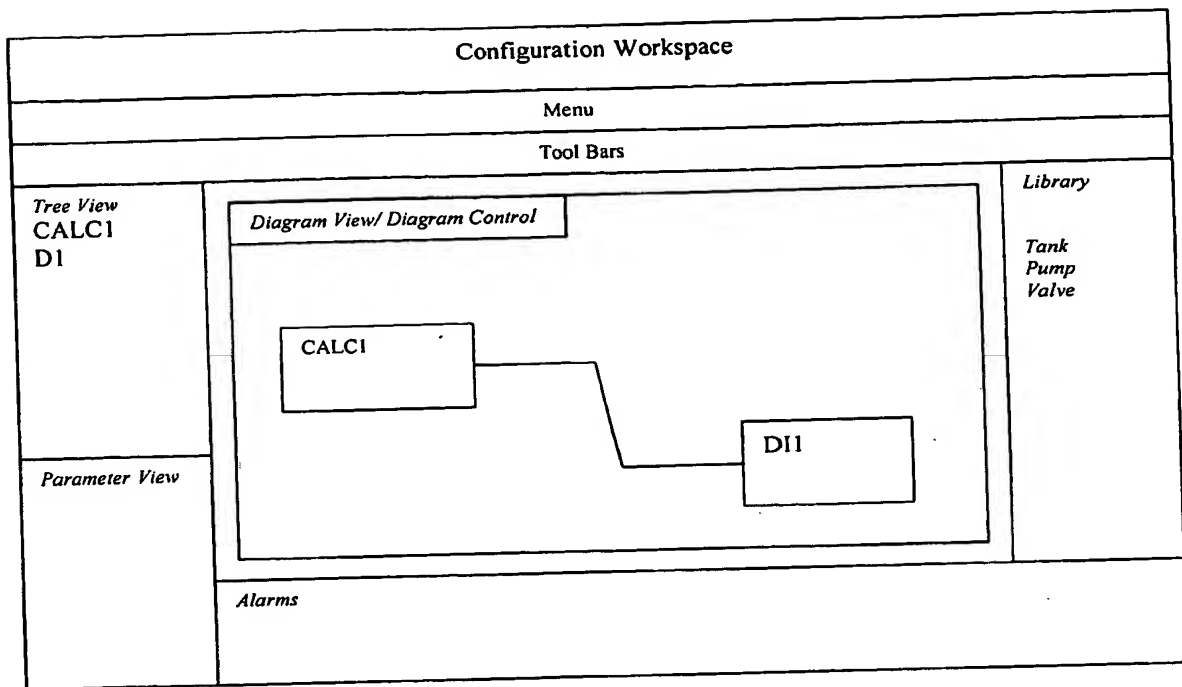 Configuration Workspace
Menu
Tool Bars
Tree View
CALC1
D1
Diagram View/ Diagram Control
CALC1
DI1
Library
Tank
Pump
Valve
Parameter View
Alarms